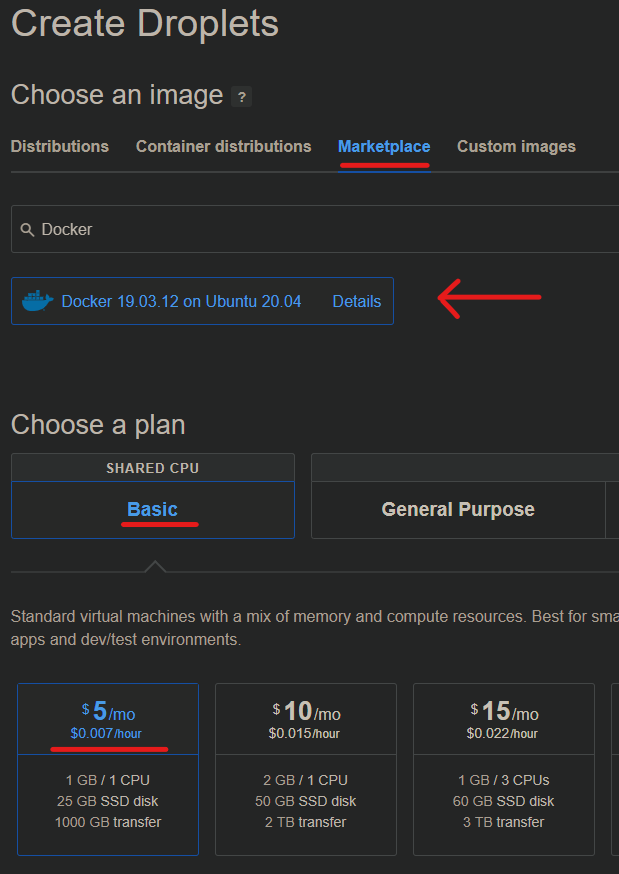 Create Droplets
Choose an image ?
Distributions Container distributions Marketplace Custom images
Docker
Docker 19.03.12 on Ubuntu 20.04 Details
Choose a plan
SHARED CPU
Basic General Purpose
Standard virtual machines with a mix of memory and compute resources. Best for sma
apps and dev/test environments.
$5/mo $10/mo $15/mo
$0.007/hour $0.015/hour $0.022/hour
1 GB / 1 CPU 2 GB / 1 CPU 1 GB / 3 CPUs
25 GB SSD disk 50 GB SSD disk 60 GB SSD disk
1000 GB transfer 2 TB transfer 3 TB transfer